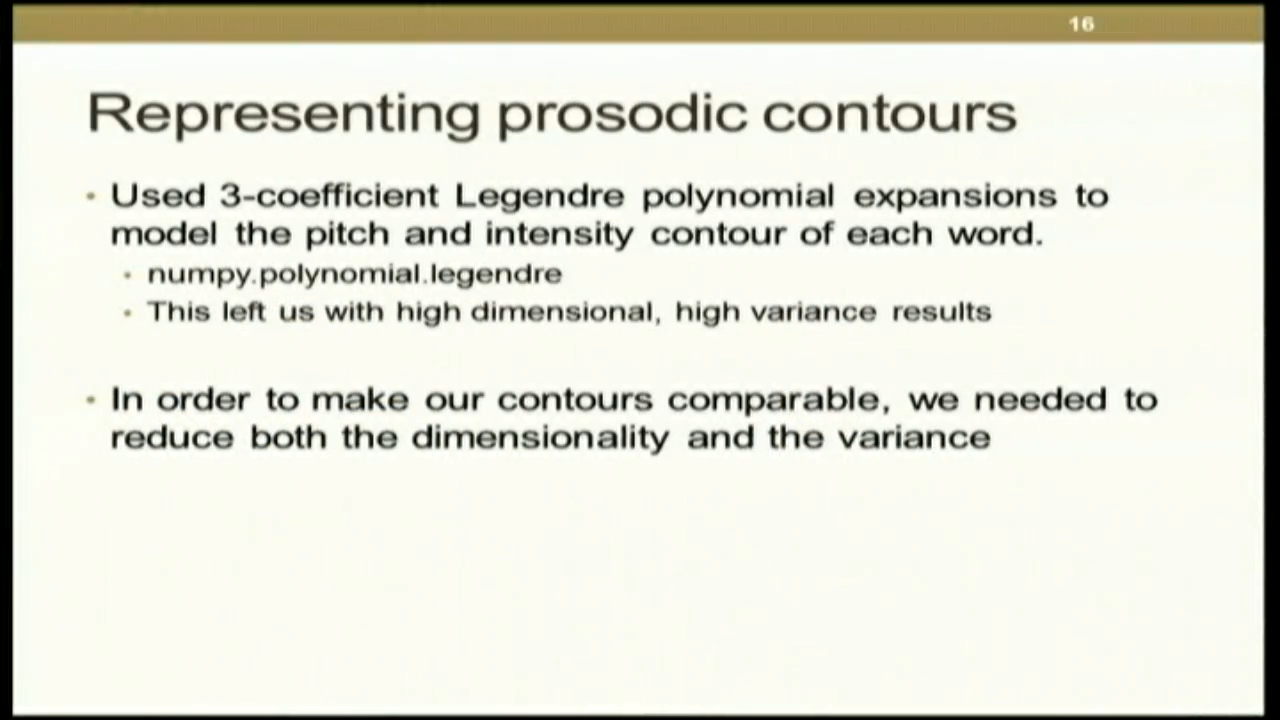 16
Representing prosodic contours
• Used 3-coefficient Legendre polynomial expansions to
model the pitch and intensity contour of each word.
• numpy.polynomial.legendre
• This left us with high dimensional, high variance results
• In order to make our contours comparable, we needed to
reduce both the dimensionality and the variance